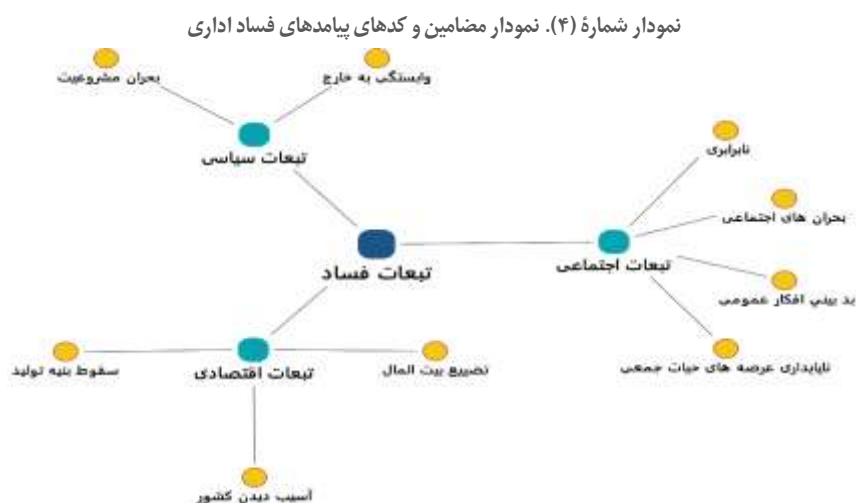 نمودار شمارهٔ (۴). نمودار مضامین و کدهای پیامدهای فساد اداری
وابستگی به خارج
بحران مشروعیت
تبعات سیاسی
نابرابری
بحران های اجتماعی
تبعات اجتماعی
تبعات فساد
بد بیني افکار عمومی
ناپایداری عرصه های حیات جمعی
تضییع بیت المال
تبعات اقتصادی
سقوط بنیه تولید
آسیب دیدن کشور